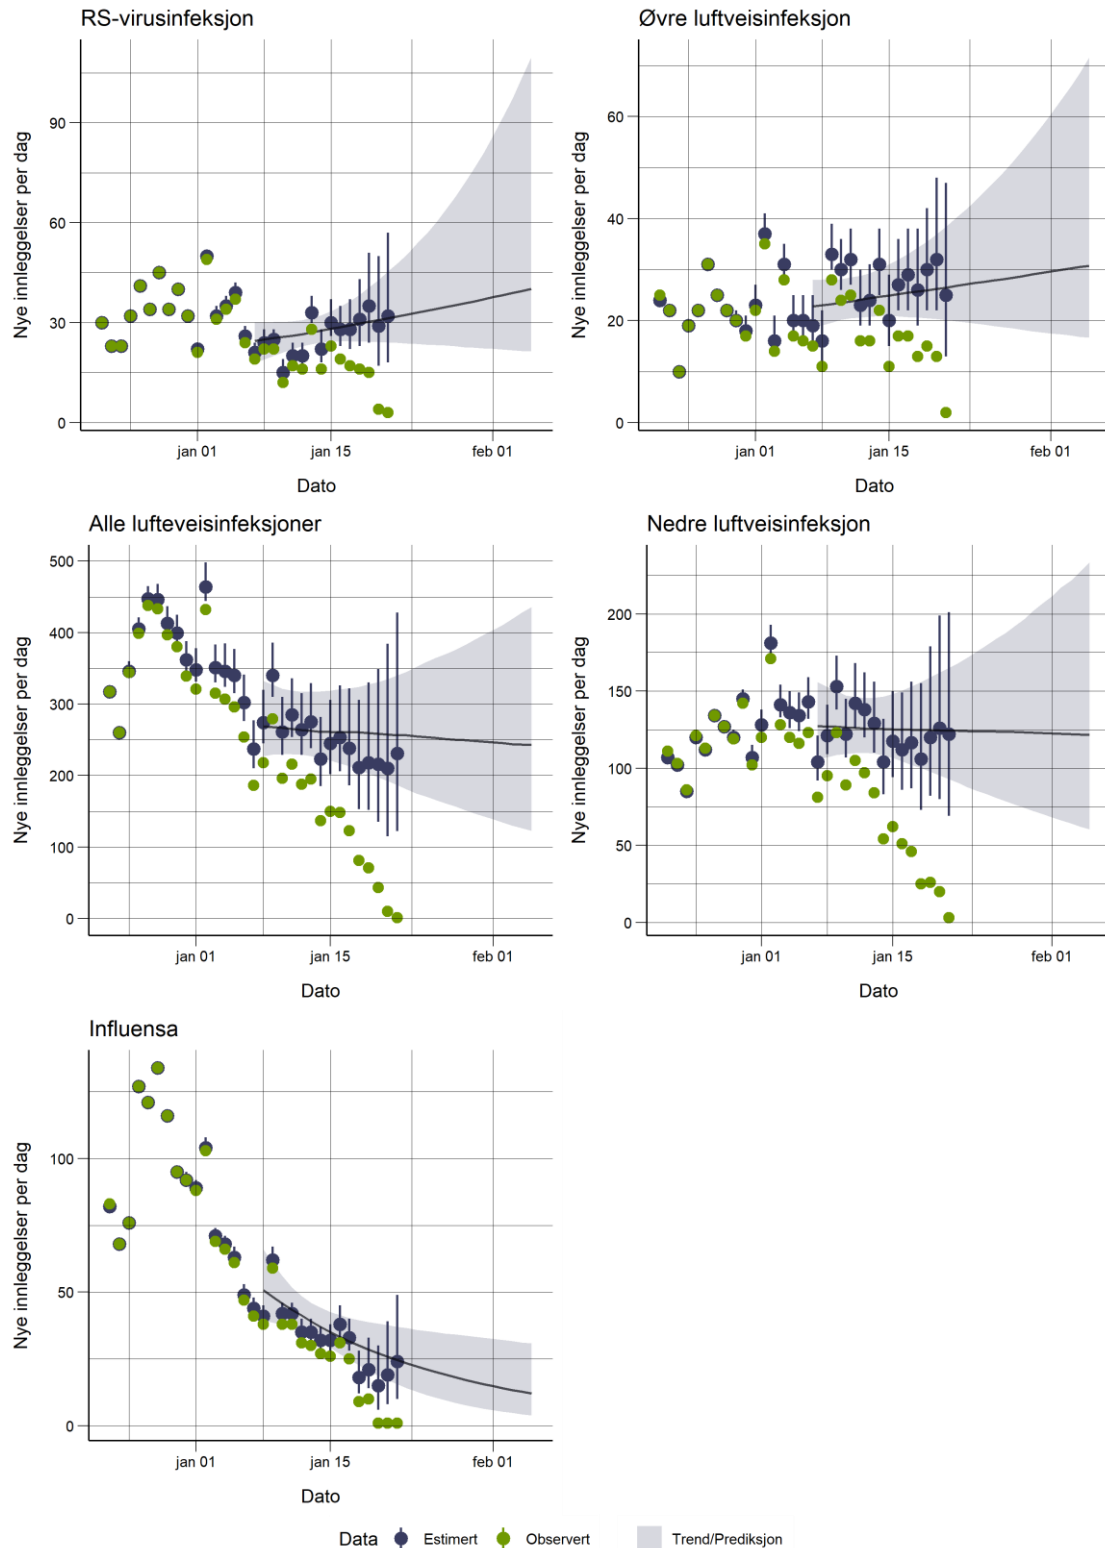 RS-virusinfeksjon
Nye innleggelser per dag
90
60
30
0
jan 01
jan 15
feb 01
Dato
Øvre luftveisinfeksjon
Nye innleggelser per dag
60
40
20
0
jan 01
jan 15
feb 01
Dato
Alle lufteveisinfeksjoner
Nye innleggelser per dag
500
400
300
200
100
0
jan 01
jan 15
feb 01
Dato
Nedre luftveisinfeksjon
Nye innleggelser per dag
200
150
100
50
0
jan 01
jan 15
feb 01
Dato
Influensa
Nye innleggelser per dag
100
50
0
jan 01
jan 15
feb 01
Dato
Data Estimert Observert Trend/Prediksjon